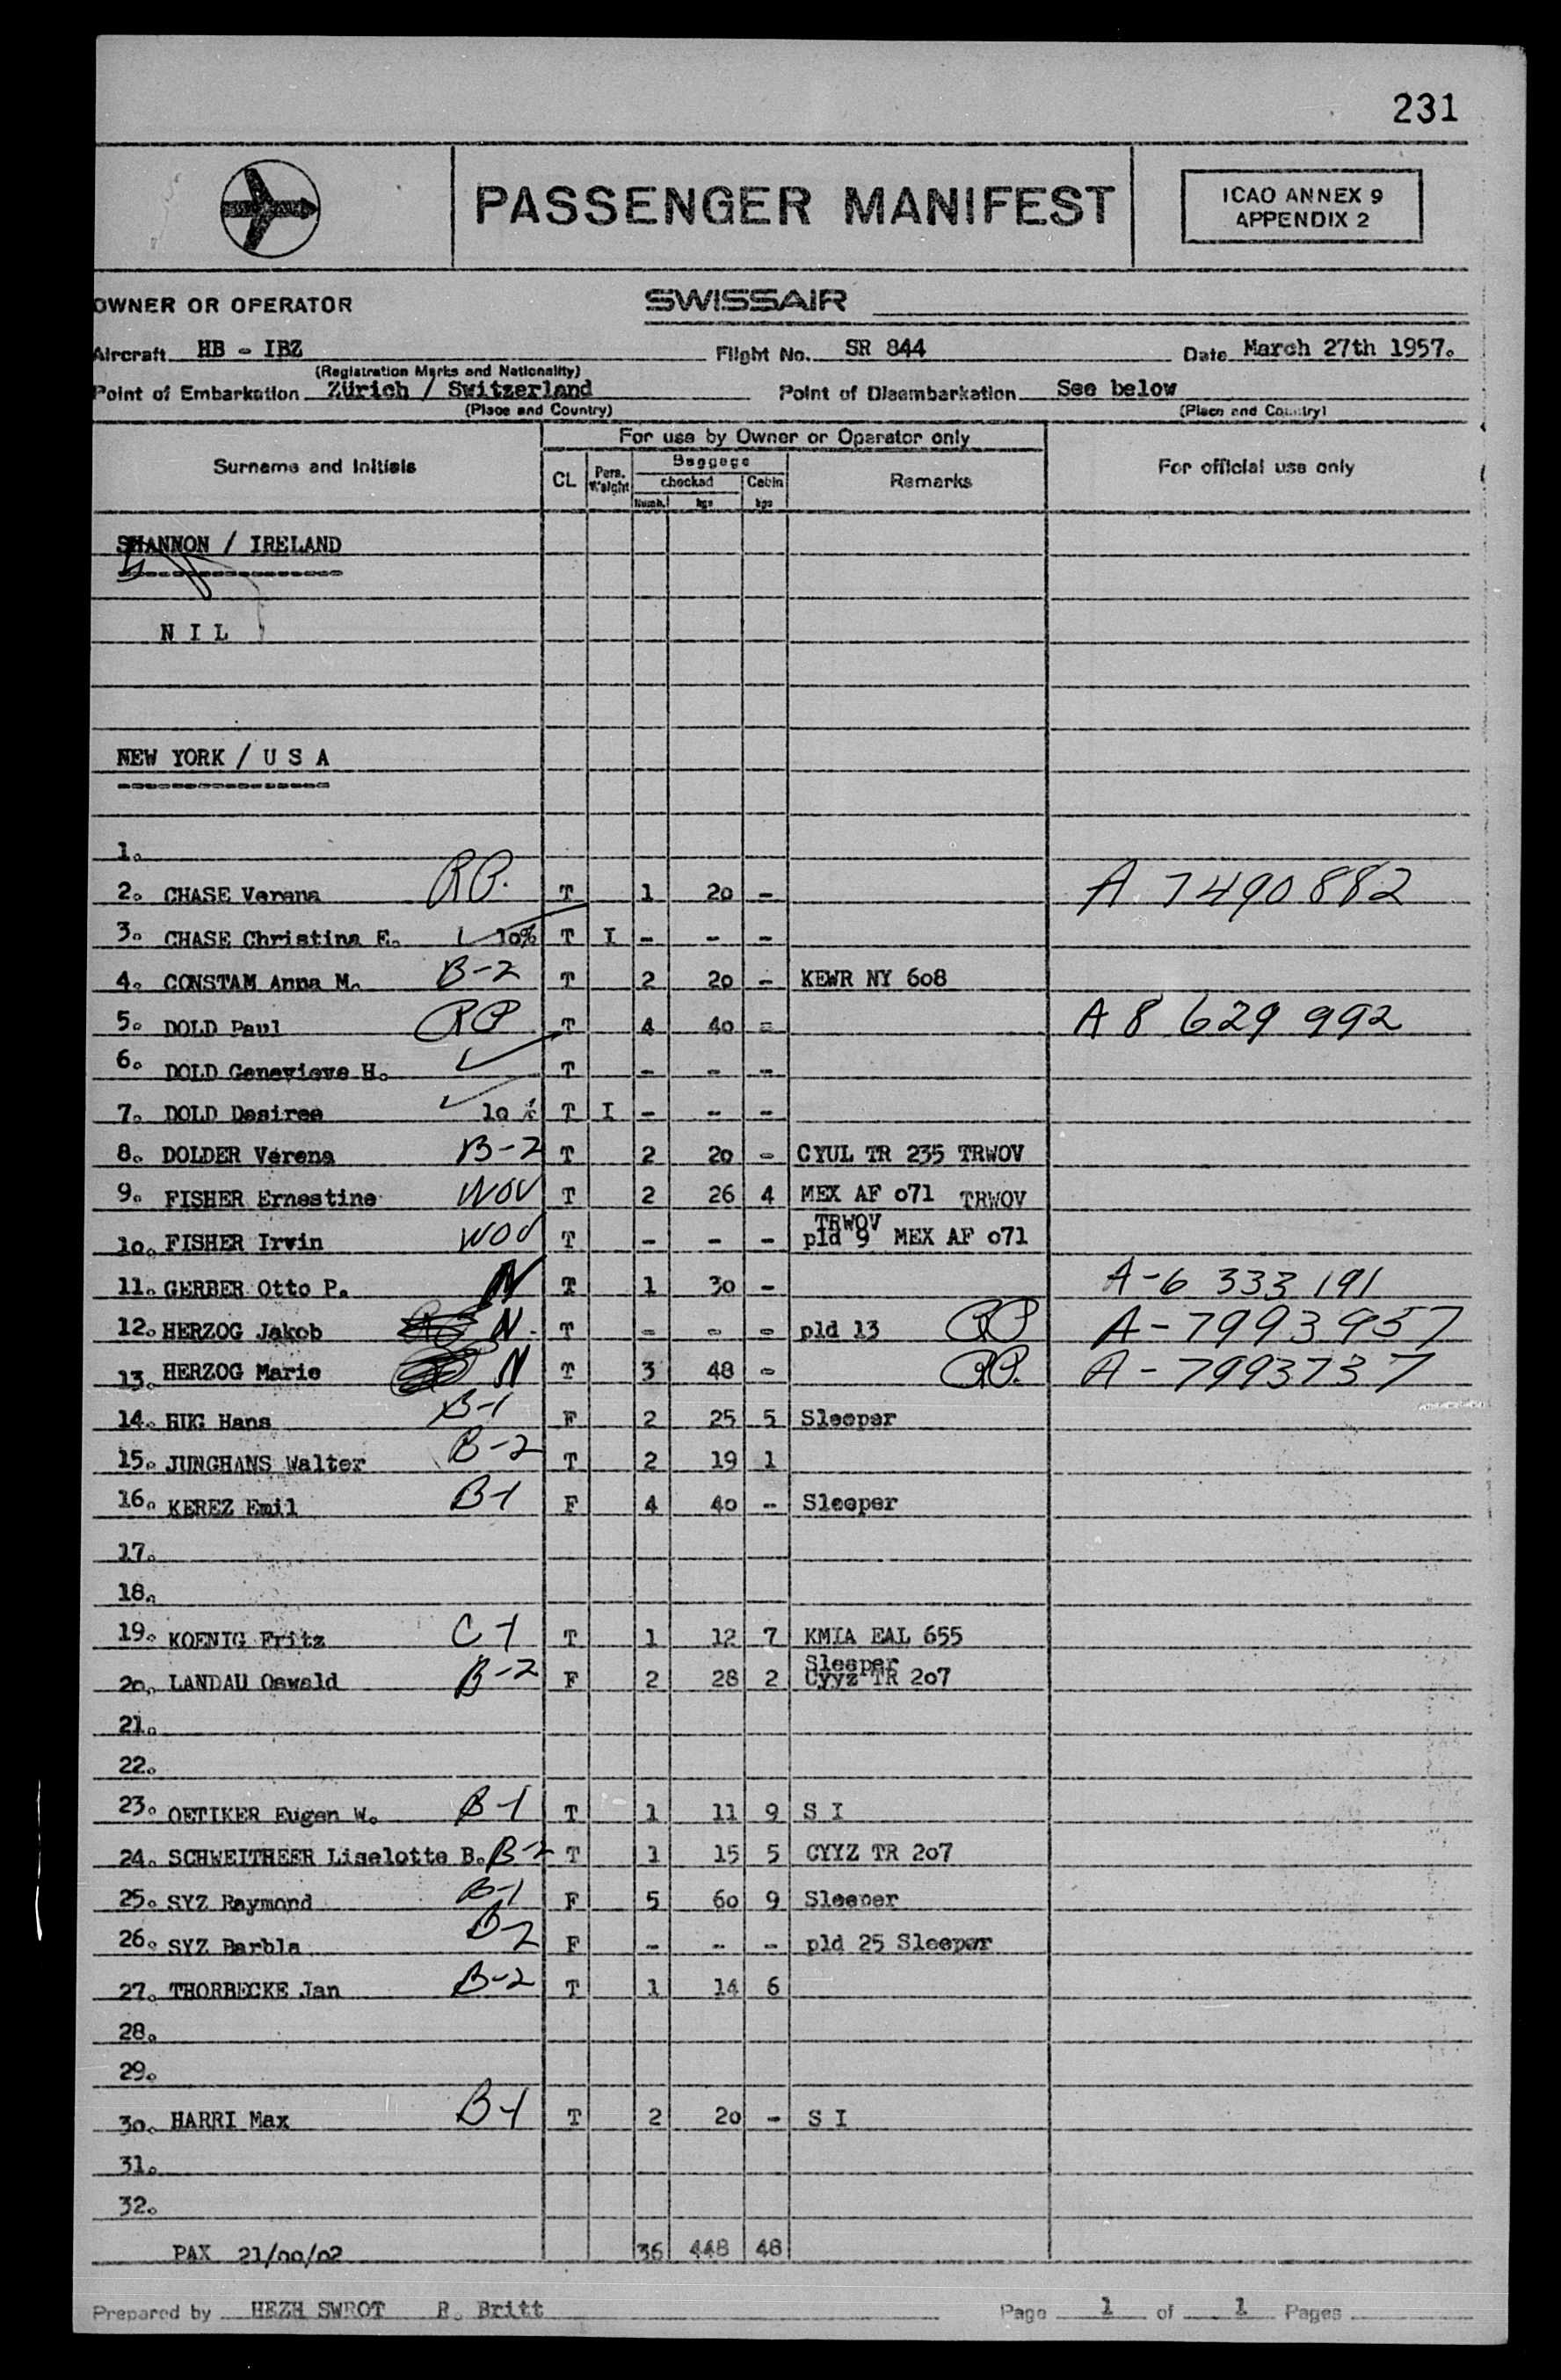 231
PASSENGER MANIFEST
ICAO ANNEX 9
APPENDIX 2
OWNER OR OPERATOR SWISSAIR
Aircraft HB - IBZ Flight No. SR 844 Date March 27th 1957.
(Registration Marks and Nationality)
Point of Embarkation Zürich / Switzerland Point of Disembarkation See below
(Place and Country) (Place and Country)
For use by Owner or Operator only
Surname and Initials CL Pers. Weight Baggage checked Numb. kgs Cabin kgs Remarks For official use only
SHANNON / IRELAND
N I L
NEW YORK / U S A
1.
2. CHASE Verena RP. T 1 20 - A 7490882
3. CHASE Christina E. 10% T I - - -
4. CONSTAM Anna M. B-2 T 2 20 - KEWR NY 608
5. DOLD Paul RP T 4 40 - A8 629 992
6. DOLD Genevieve H. T - - -
7. DOLD Desiree 10 % T I - - -
8. DOLDER Verena B-2 T 2 20 - CYUL TR 235 TRWOV
9. FISHER Ernestine WOV T 2 26 4 MEX AF o71 TRWOV
TRWOV
10. FISHER Irvin WOV T - - - pld 9 MEX AF o71
11. GERBER Otto P. N T 1 30 - A-6 333 191
12. HERZOG Jakob N. T - - - pld 13 RP A-7993957
13. HERZOG Marie N T 3 48 - RP. A-7993737
14. HUG Hans B-1 F 2 25 5 Sleeper
15. JUNGHANS Walter B-2 T 2 19 1
16. KEREZ Emil B-1 F 4 40 - Sleeper
17.
18.
19. KOENIG Fritz C-1 T 1 12 7 KMIA EAL 655
Sleeper
20. LANDAU Oswald B-2 F 2 28 2 Cyyz TR 2o7
21.
22.
23. OETIKER Eugen W. B-1 T 1 11 9 S I
24. SCHWEITHEER Liselotte B. B-2 T 1 15 5 CYYZ TR 2o7
25. SYZ Raymond B-1 F 5 60 9 Sleeper
26. SYZ Barbla B-2 F - - - pld 25 Sleeper
27. THORBECKE Jan B-2 T 1 14 6
28.
29.
30. HARRI Max B-1 T 2 20 - S I
31.
32.
PAX 21/oo/o2 36 448 48
Prepared by HEZH SWROT R. Britt Page 1 of 1 Pages